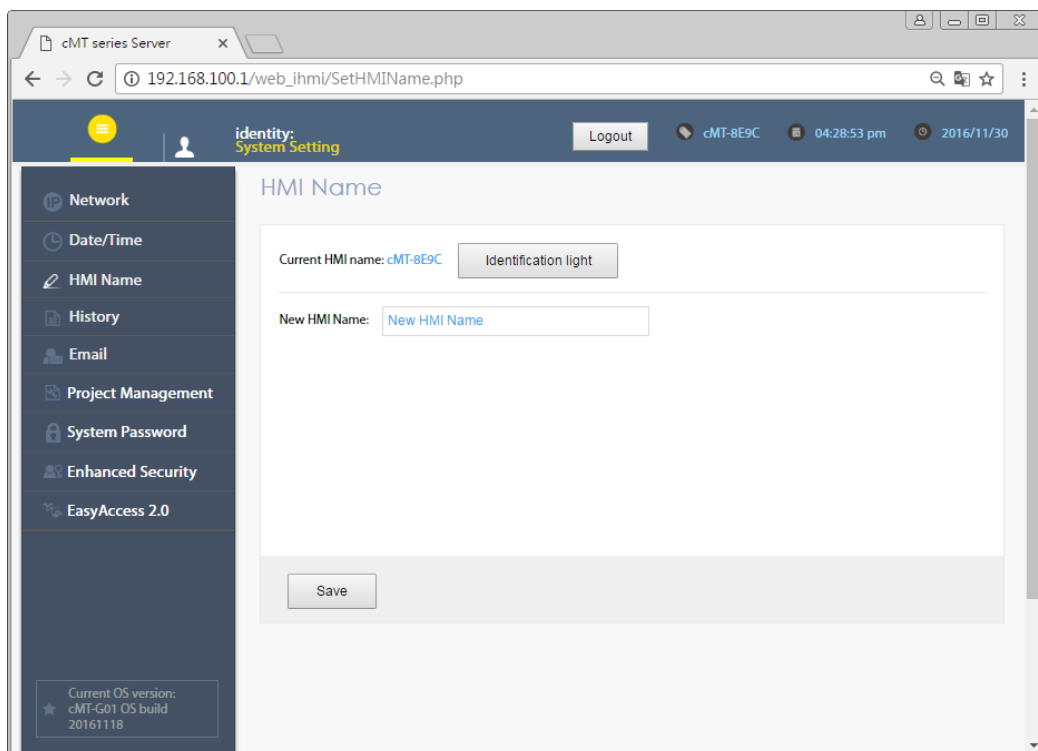 cMT series Server
192.168.100.1/web_ihmi/SetHMIName.php
identity:
System Setting
Logout
cMT-8E9C
04:28:53 pm
2016/11/30
Network
Date/Time
HMI Name
History
Email
Project Management
System Password
Enhanced Security
EasyAccess 2.0
Current OS version:
cMT-G01 OS build
20161118
HMI Name
Current HMI name: cMT-8E9C
Identification light
New HMI Name:
New HMI Name
Save